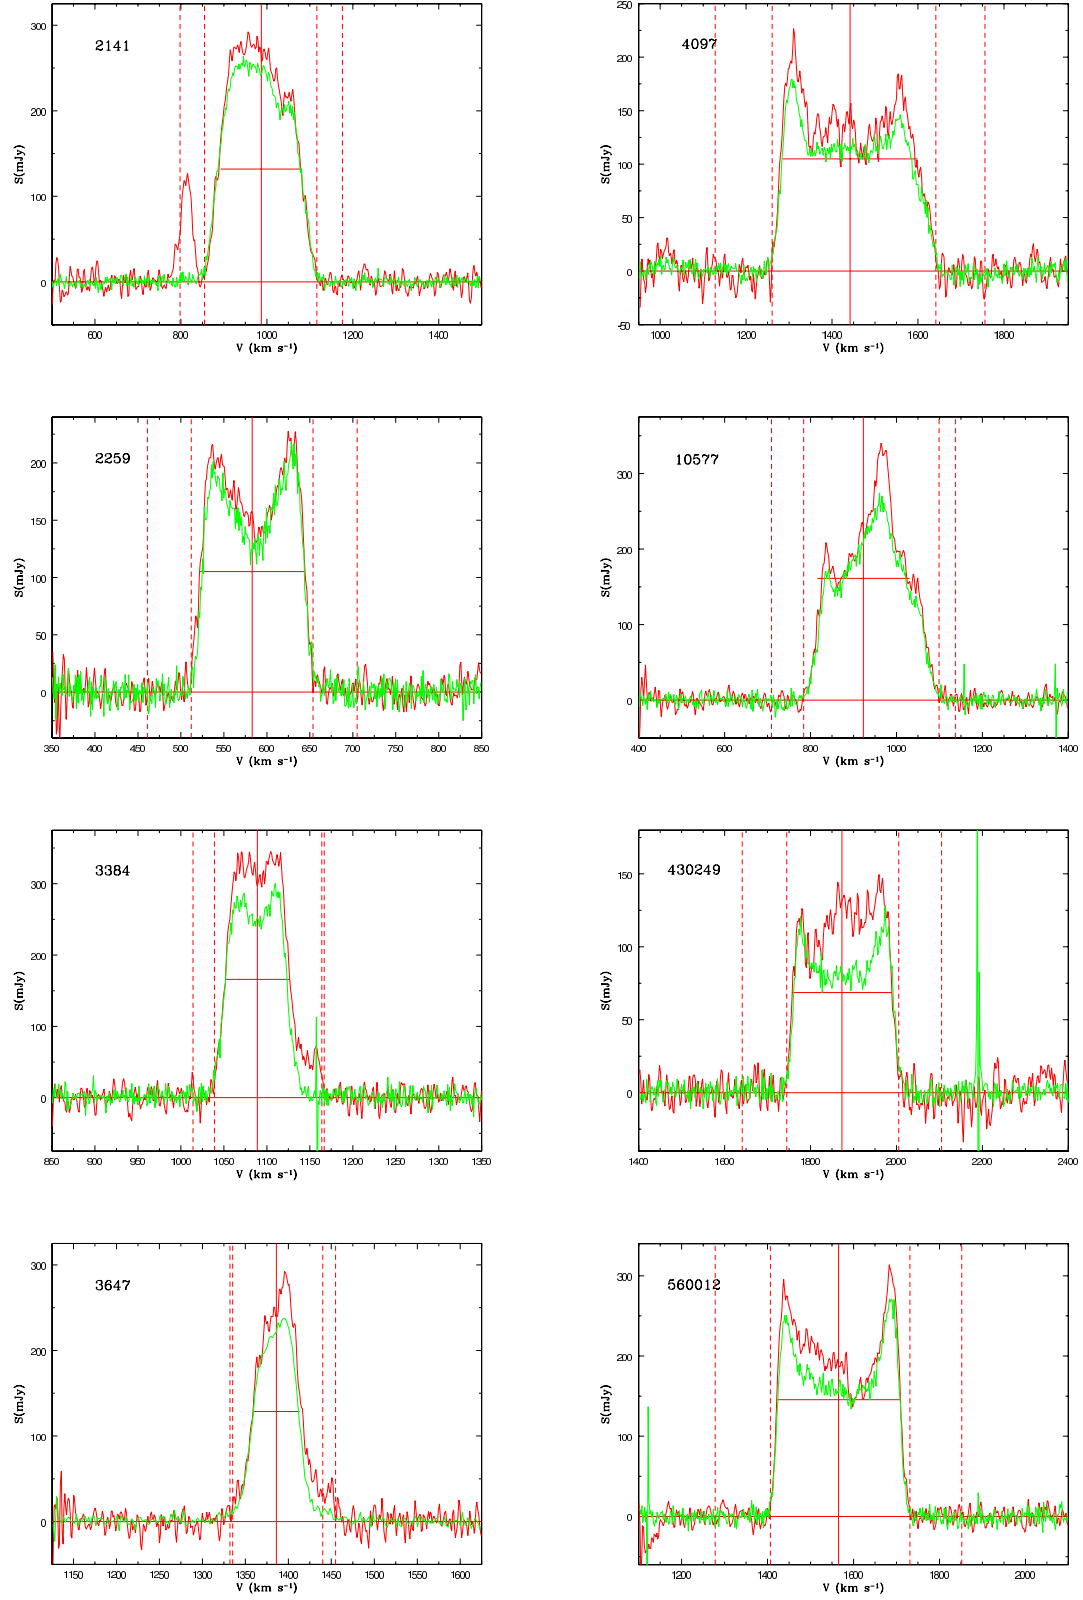 2141
S(mJy)
0 100 200 300
600 800 1000 1200 1400
V (km s⁻¹)
4097
S(mJy)
-50 0 50 100 150 200 250
1000 1200 1400 1600 1800
V (km s⁻¹)
2259
S(mJy)
0 50 100 150 200
350 400 450 500 550 600 650 700 750 800 850
V (km s⁻¹)
10577
S(mJy)
0 100 200 300
400 600 800 1000 1200 1400
V (km s⁻¹)
3384
S(mJy)
0 100 200 300
850 900 950 1000 1050 1100 1150 1200 1250 1300 1350
V (km s⁻¹)
430249
S(mJy)
0 50 100 150
1400 1600 1800 2000 2200 2400
V (km s⁻¹)
3647
S(mJy)
0 100 200 300
1150 1200 1250 1300 1350 1400 1450 1500 1550 1600
V (km s⁻¹)
560012
S(mJy)
0 100 200 300
1200 1400 1600 1800 2000
V (km s⁻¹)